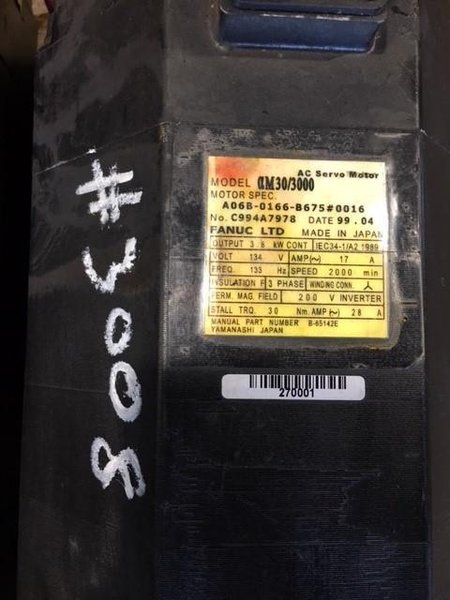 #3008
AC Servo Motor
MODEL αM30/3000
MOTOR SPEC.
A06B-0166-B675#0016
No. C994A7978 DATE 99.04
FANUC LTD MADE IN JAPAN
OUTPUT 3.8 kW CONT IEC34-1/A2 1989
VOLT 134 V AMP(~) 17 A
FREQ. 133 Hz SPEED 2000 min
INSULATION F 3 PHASE WINDING CONN. 人
PERM. MAG. FIELD 200 V INVERTER
STALL TRQ. 30 Nm. AMP(~) 28 A
MANUAL PART NUMBER B-65142E
YAMANASHI JAPAN
270001